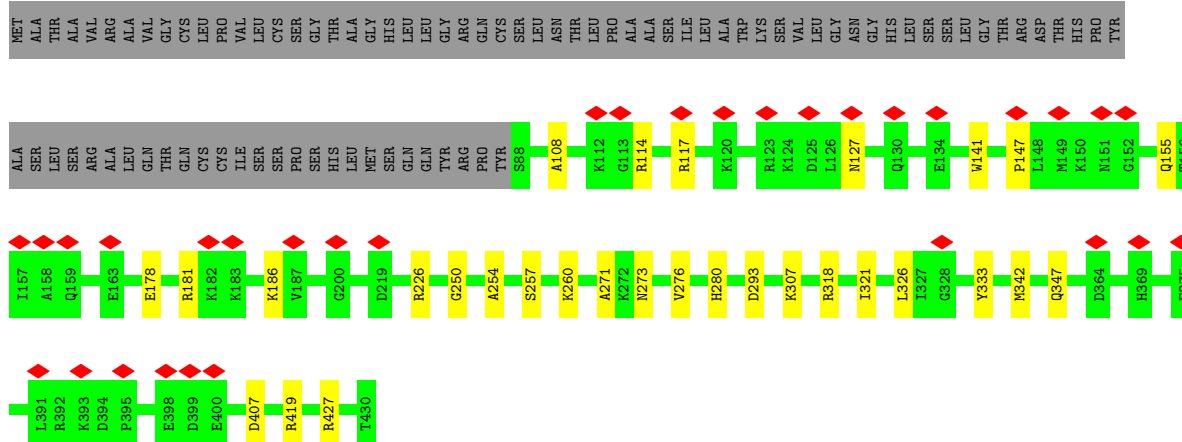 MET ALA THR ALA VAL ARG ALA VAL GLY CYS LEU PRO VAL LEU CYS SER GLY THR ALA GLY HIS LEU LEU GLY ARG GLN CYS SER LEU ASN THR LEU PRO ALA ALA SER ILE LEU ALA TRP LYS SER VAL LEU GLY ASN GLY HIS LEU SER SER LEU GLY THR ARG ASP THR HIS PRO TYR
ALA SER LEU SER ARG ALA LEU GLN THR GLN CYS CYS ILE SER SER PRO SER HIS LEU MET SER GLN GLN TYR ARG PRO TYR S88 A108 K112 G113 R114 R117 K120 R123 K124 D125 L126 N127 Q130 E134 W141 P147 L148 M149 K150 N151 G152 Q155
I157 A158 Q159 E163 E178 R181 K182 K183 K186 V187 G200 D219 R226 G250 A254 S257 K260 A271 K272 N273 V276 H280 D293 K307 R318 I321 L326 I327 G328 Y333 M342 Q347 D364 H369
L391 R392 K393 D394 P395 E398 D399 E400 D407 R419 R427 T430